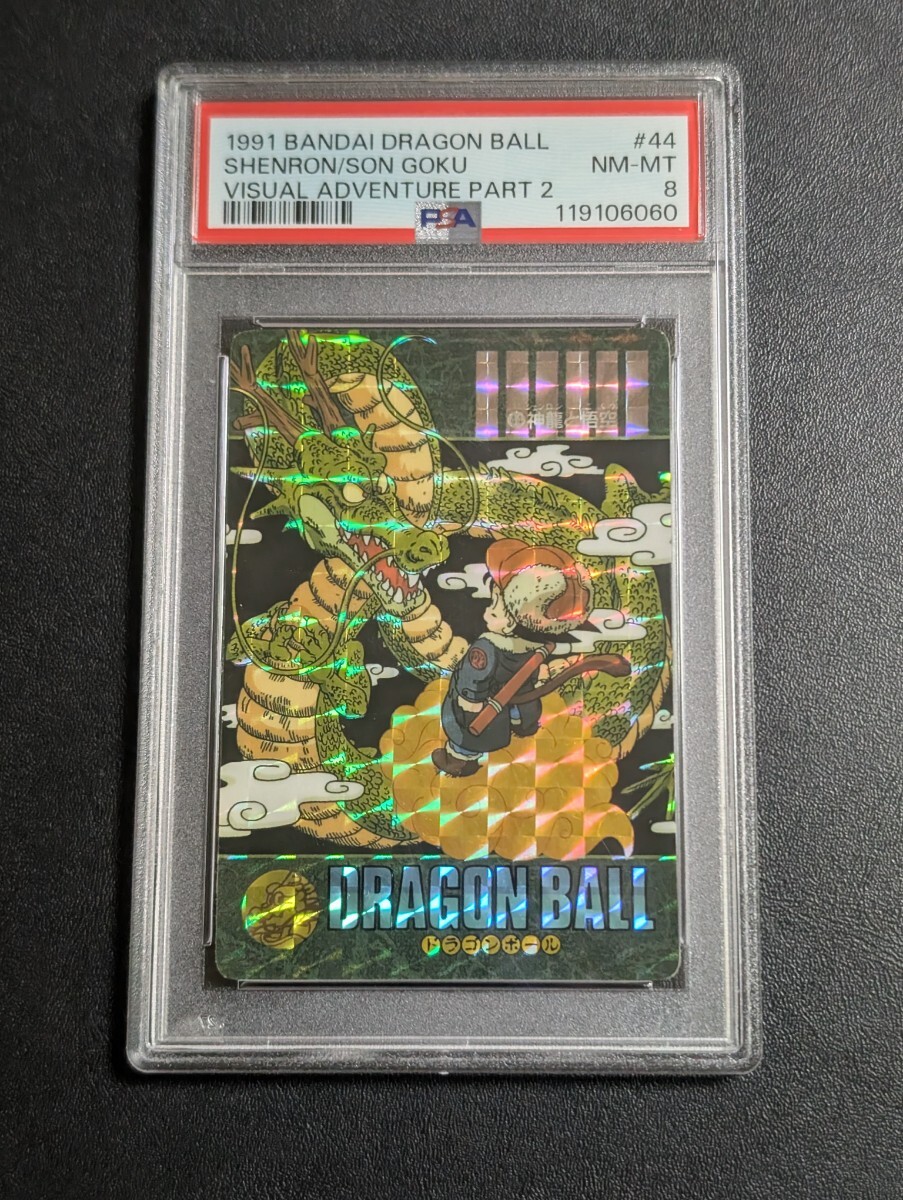 1991 BANDAI DRAGON BALL #44
SHENRON/SON GOKU NM-MT
VISUAL ADVENTURE PART 2 8
PSA 119106060
神龍と悟空
DRAGON BALL
ドラゴンボール